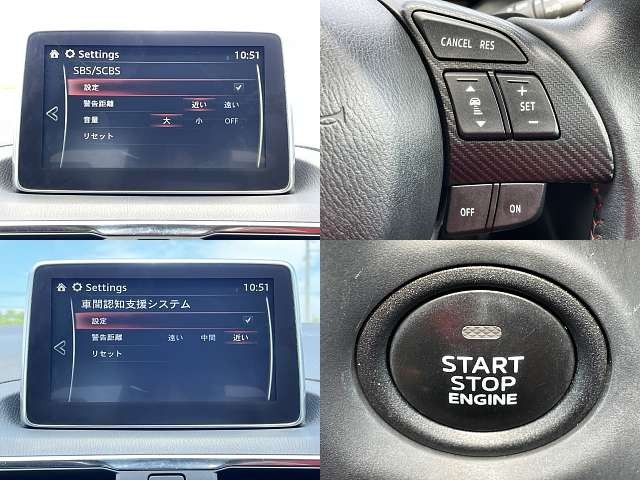 Settings 10:51
SBS/SCBS
設定
警告距離 近い 遠い
音量 大 小 OFF
リセット
CANCEL RES
+
SET
−
OFF ON
Settings 10:51
車間認知支援システム
設定
警告距離 遠い 中間 近い
リセット
START
STOP
ENGINE